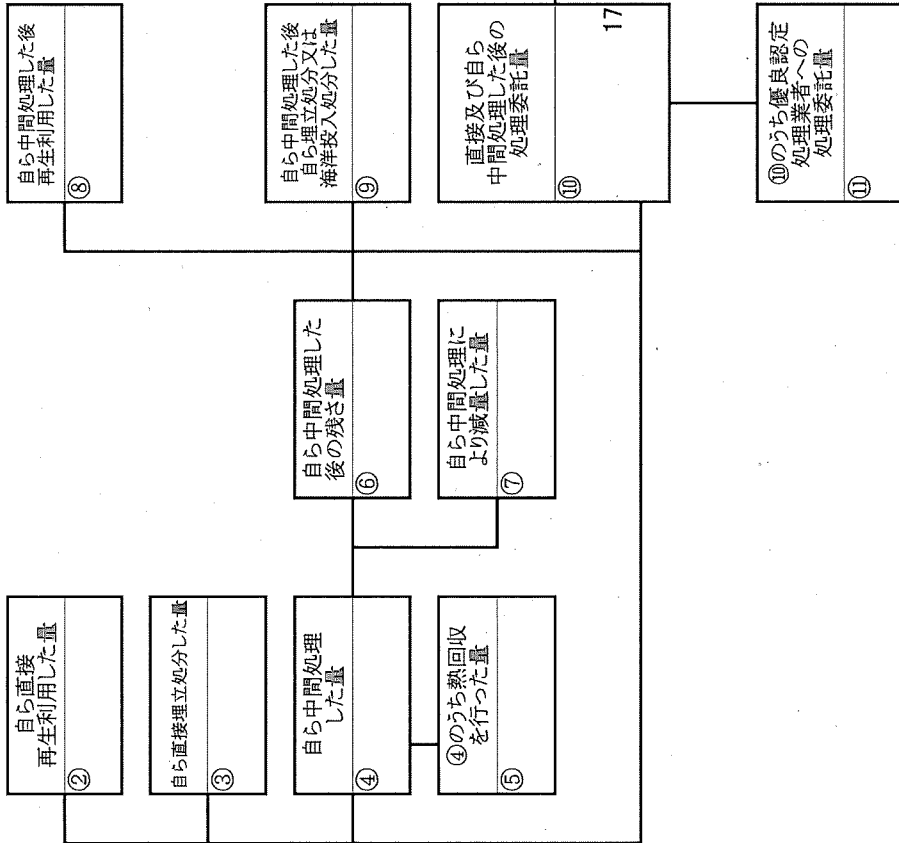 自ら直接
再生利用した量
②
自ら直接埋立処分した量
③
自ら中間処理
した量
④
④のうち熱回収
を行った量
⑤
自ら中間処理した
後の残さ量
⑥
自ら中間処理に
より減量した量
⑦
自ら中間処理した後
再生利用した量
⑧
自ら中間処理した後
自ら埋立処分又は
海洋投入処分した量
⑨
直接及び自ら
中間処理した後の
処理委託量
⑩
17
⑩のうち優良認定
処理業者への
処理委託量
⑪